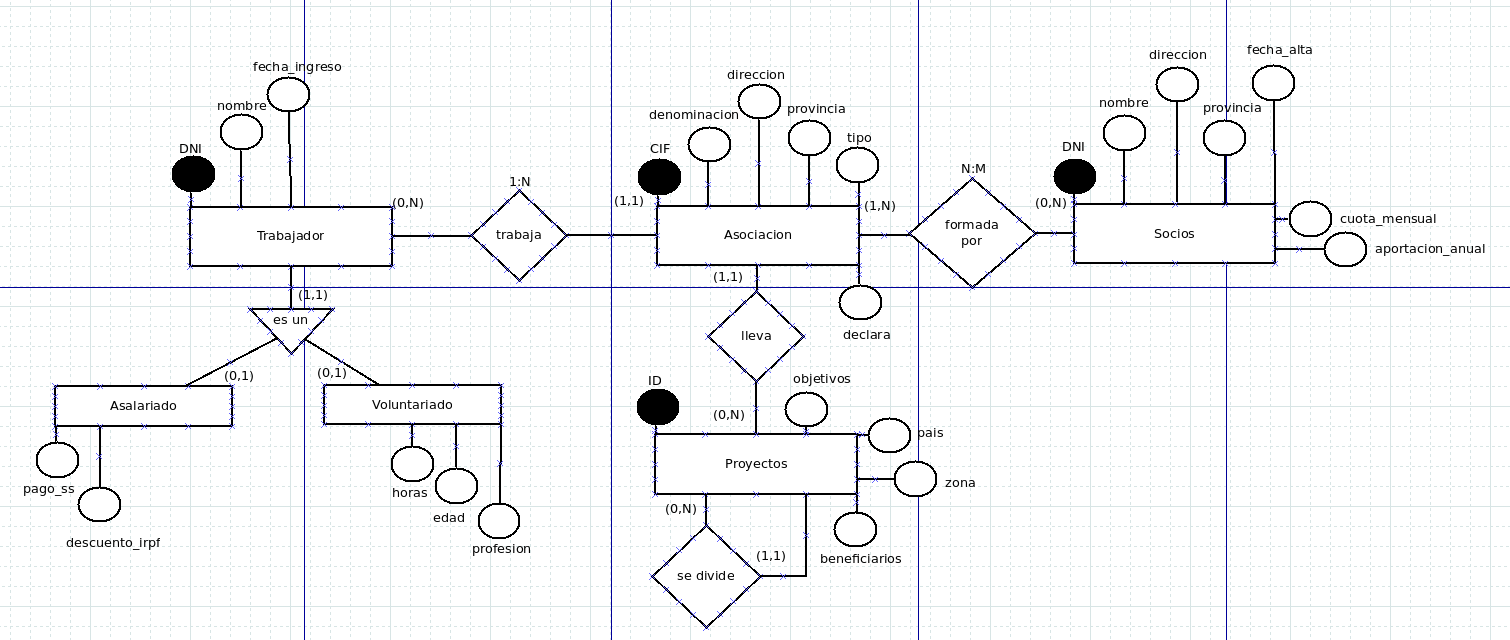 fecha_ingreso
nombre
DNI
(0,N)
Trabajador
1:N
trabaja
direccion
denominacion
provincia
CIF
tipo
(1,1)
(1,N)
Asociacion
N:M
formada
por
direccion
fecha_alta
nombre
provincia
DNI
(0,N)
Socios
cuota_mensual
aportacion_anual
(1,1)
es un
(0,1)
(0,1)
Asalariado
Voluntariado
pago_ss
descuento_irpf
horas
edad
profesion
(1,1)
lleva
declara
ID
objetivos
(0,N)
pais
Proyectos
zona
(0,N)
beneficiarios
(1,1)
se divide